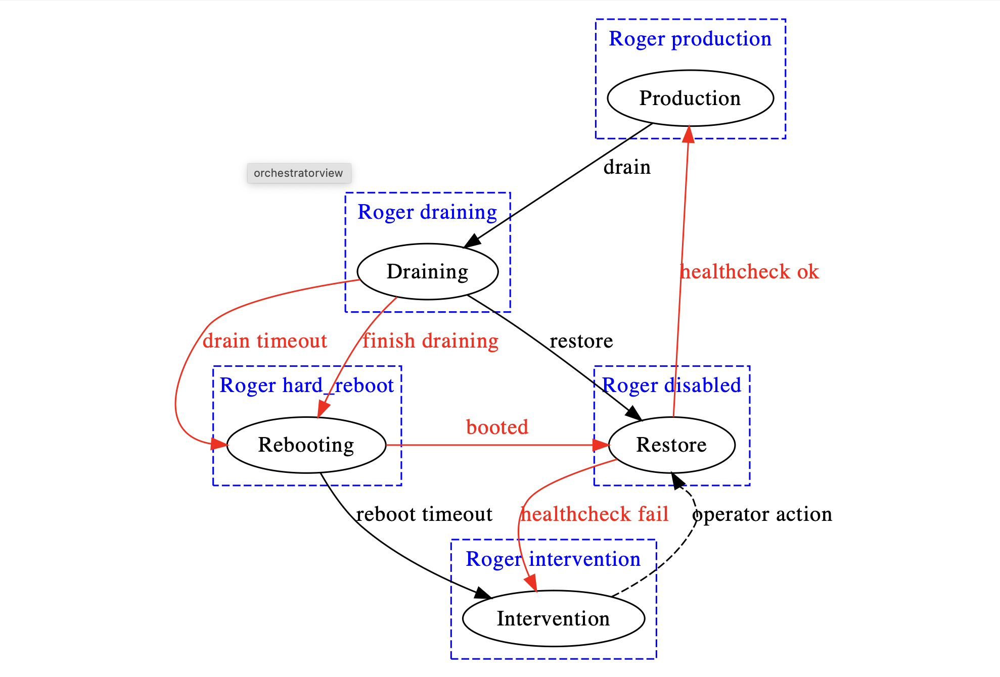 Roger production
Production
drain
orchestratorview
Roger draining
Draining
healthcheck ok
drain timeout
finish draining
restore
Roger hard_reboot
Roger disabled
booted
Rebooting
Restore
reboot timeout
healthcheck fail
operator action
Roger intervention
Intervention